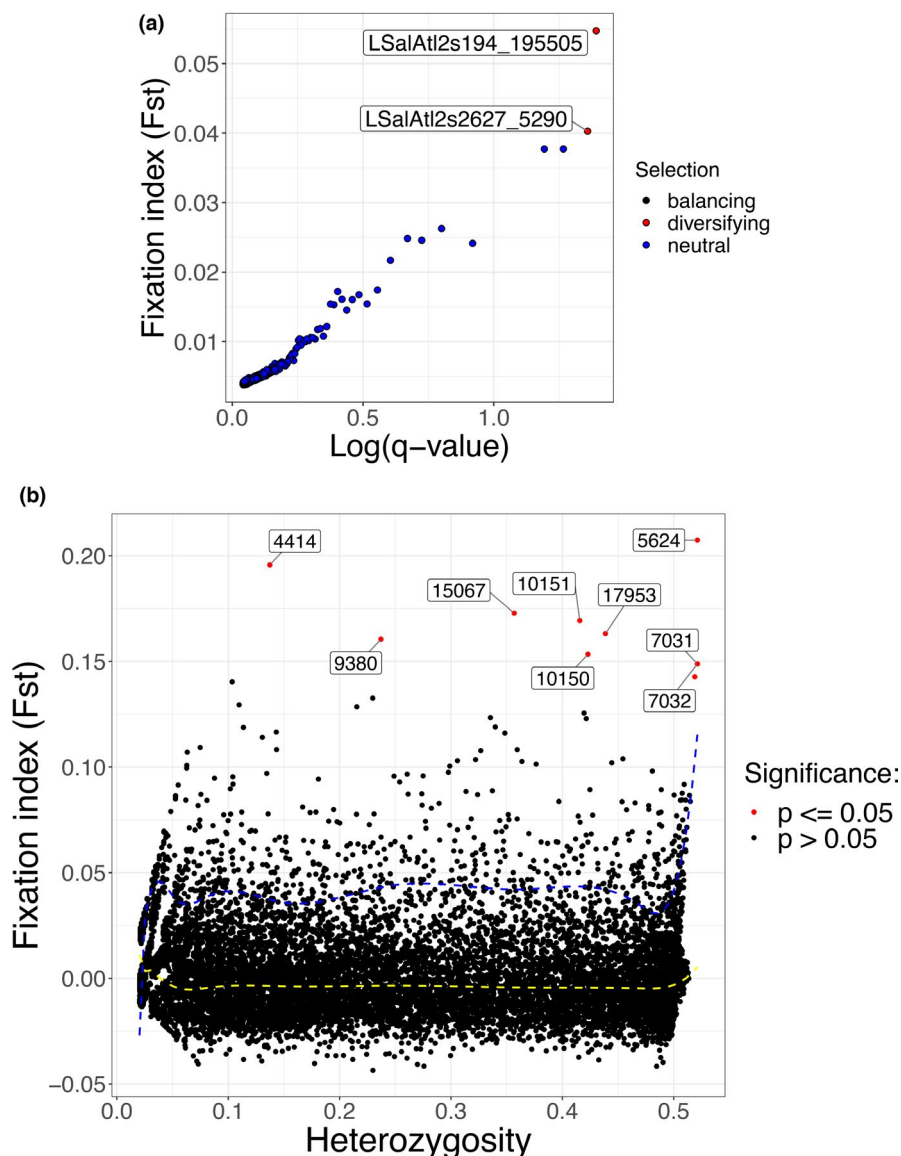 (a)
LSalAtl2s194_195505
LSalAtl2s2627_5290
Fixation index (Fst)
0.05
0.04
0.03
0.02
0.01
0.0 0.5 1.0
Log(q−value)
Selection
balancing
diversifying
neutral
(b)
4414
5624
15067
10151
17953
9380
10150
7031
7032
Fixation index (Fst)
0.20
0.15
0.10
0.05
0.00
−0.05
0.0 0.1 0.2 0.3 0.4 0.5
Heterozygosity
Significance:
p <= 0.05
p > 0.05